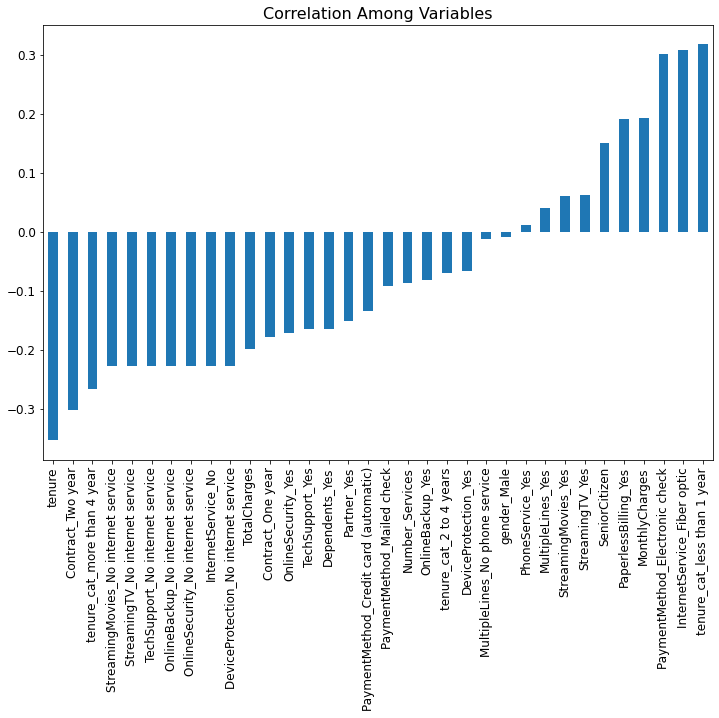 Correlation Among Variables
0.3
0.2
0.1
0.0
−0.1
−0.2
−0.3
tenure
Contract_Two year
tenure_cat_more than 4 year
StreamingMovies_No internet service
StreamingTV_No internet service
TechSupport_No internet service
OnlineBackup_No internet service
OnlineSecurity_No internet service
InternetService_No
DeviceProtection_No internet service
TotalCharges
Contract_One year
OnlineSecurity_Yes
TechSupport_Yes
Dependents_Yes
Partner_Yes
PaymentMethod_Credit card (automatic)
PaymentMethod_Mailed check
Number_Services
OnlineBackup_Yes
tenure_cat_2 to 4 years
DeviceProtection_Yes
MultipleLines_No phone service
gender_Male
PhoneService_Yes
MultipleLines_Yes
StreamingMovies_Yes
StreamingTV_Yes
SeniorCitizen
PaperlessBilling_Yes
MonthlyCharges
PaymentMethod_Electronic check
InternetService_Fiber optic
tenure_cat_less than 1 year